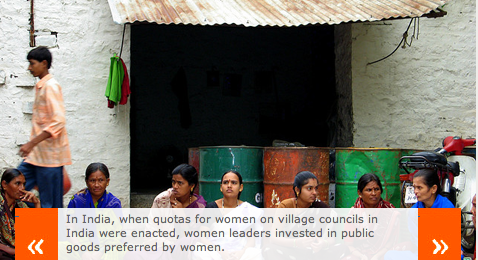 In India, when quotas for women on village councils in
India were enacted, women leaders invested in public
goods preferred by women.
« »